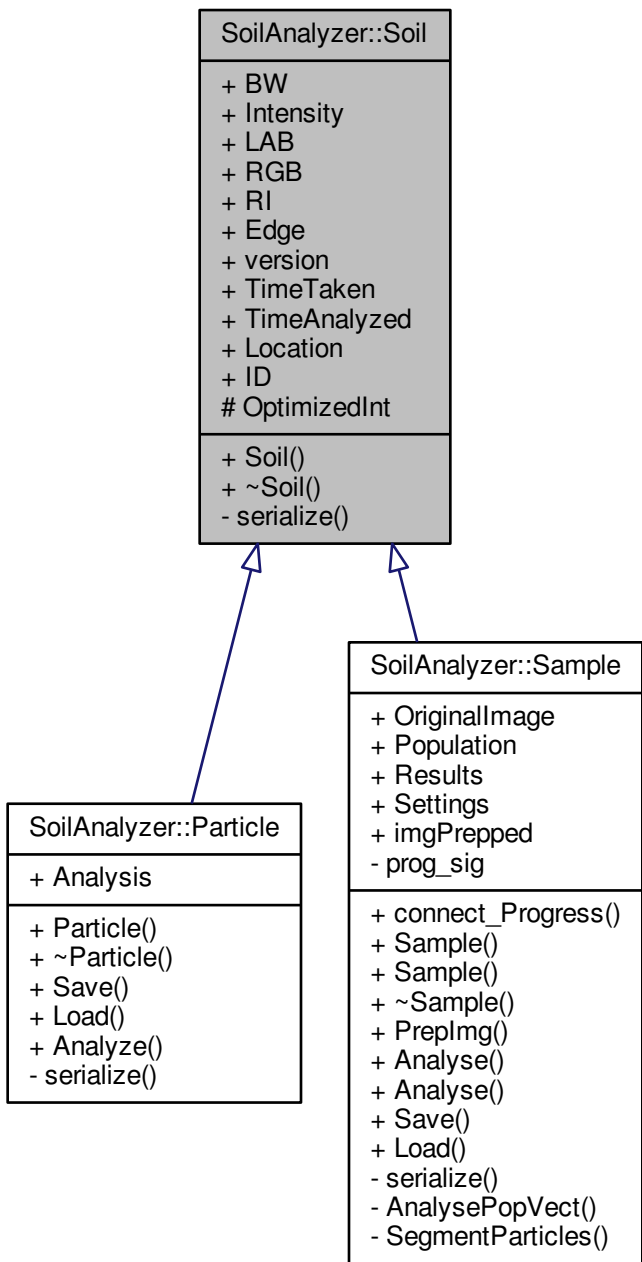 SoilAnalyzer::Soil
+ BW
+ Intensity
+ LAB
+ RGB
+ RI
+ Edge
+ version
+ TimeTaken
+ TimeAnalyzed
+ Location
+ ID
# OptimizedInt
+ Soil()
+ ~Soil()
- serialize()
SoilAnalyzer::Particle
+ Analysis
+ Particle()
+ ~Particle()
+ Save()
+ Load()
+ Analyze()
- serialize()
SoilAnalyzer::Sample
+ OriginalImage
+ Population
+ Results
+ Settings
+ imgPrepped
- prog_sig
+ connect_Progress()
+ Sample()
+ Sample()
+ ~Sample()
+ PrepImg()
+ Analyse()
+ Analyse()
+ Save()
+ Load()
- serialize()
- AnalysePopVect()
- SegmentParticles()